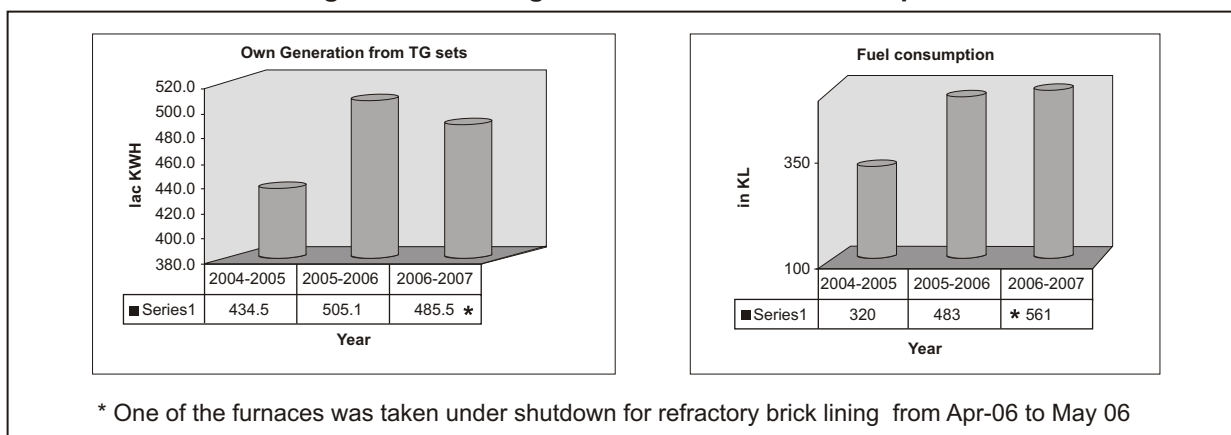 Own Generation from TG sets
520.0
500.0
480.0
460.0
440.0
420.0
400.0
380.0
lac KWH
2004-2005 2005-2006 2006-2007
Series1 434.5 505.1 485.5 *
Year
Fuel consumption
350
100
in KL
2004-2005 2005-2006 2006-2007
Series1 320 483 * 561
Year
* One of the furnaces was taken under shutdown for refractory brick lining from Apr-06 to May 06